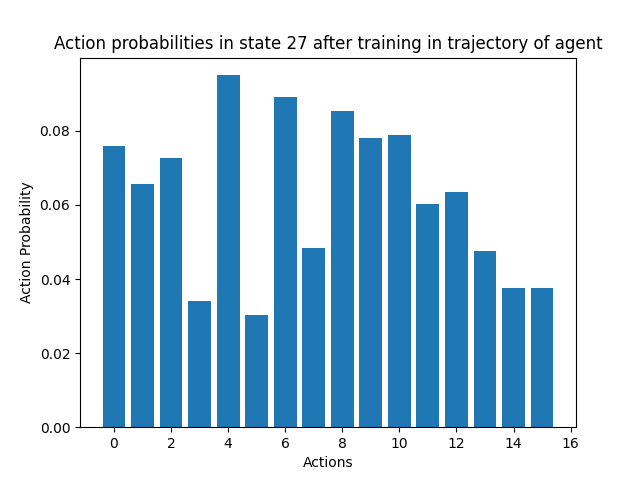 Action probabilities in state 27 after training in trajectory of agent
0.08
0.06
0.04
0.02
0.00
Action Probability
0 2 4 6 8 10 12 14 16
Actions